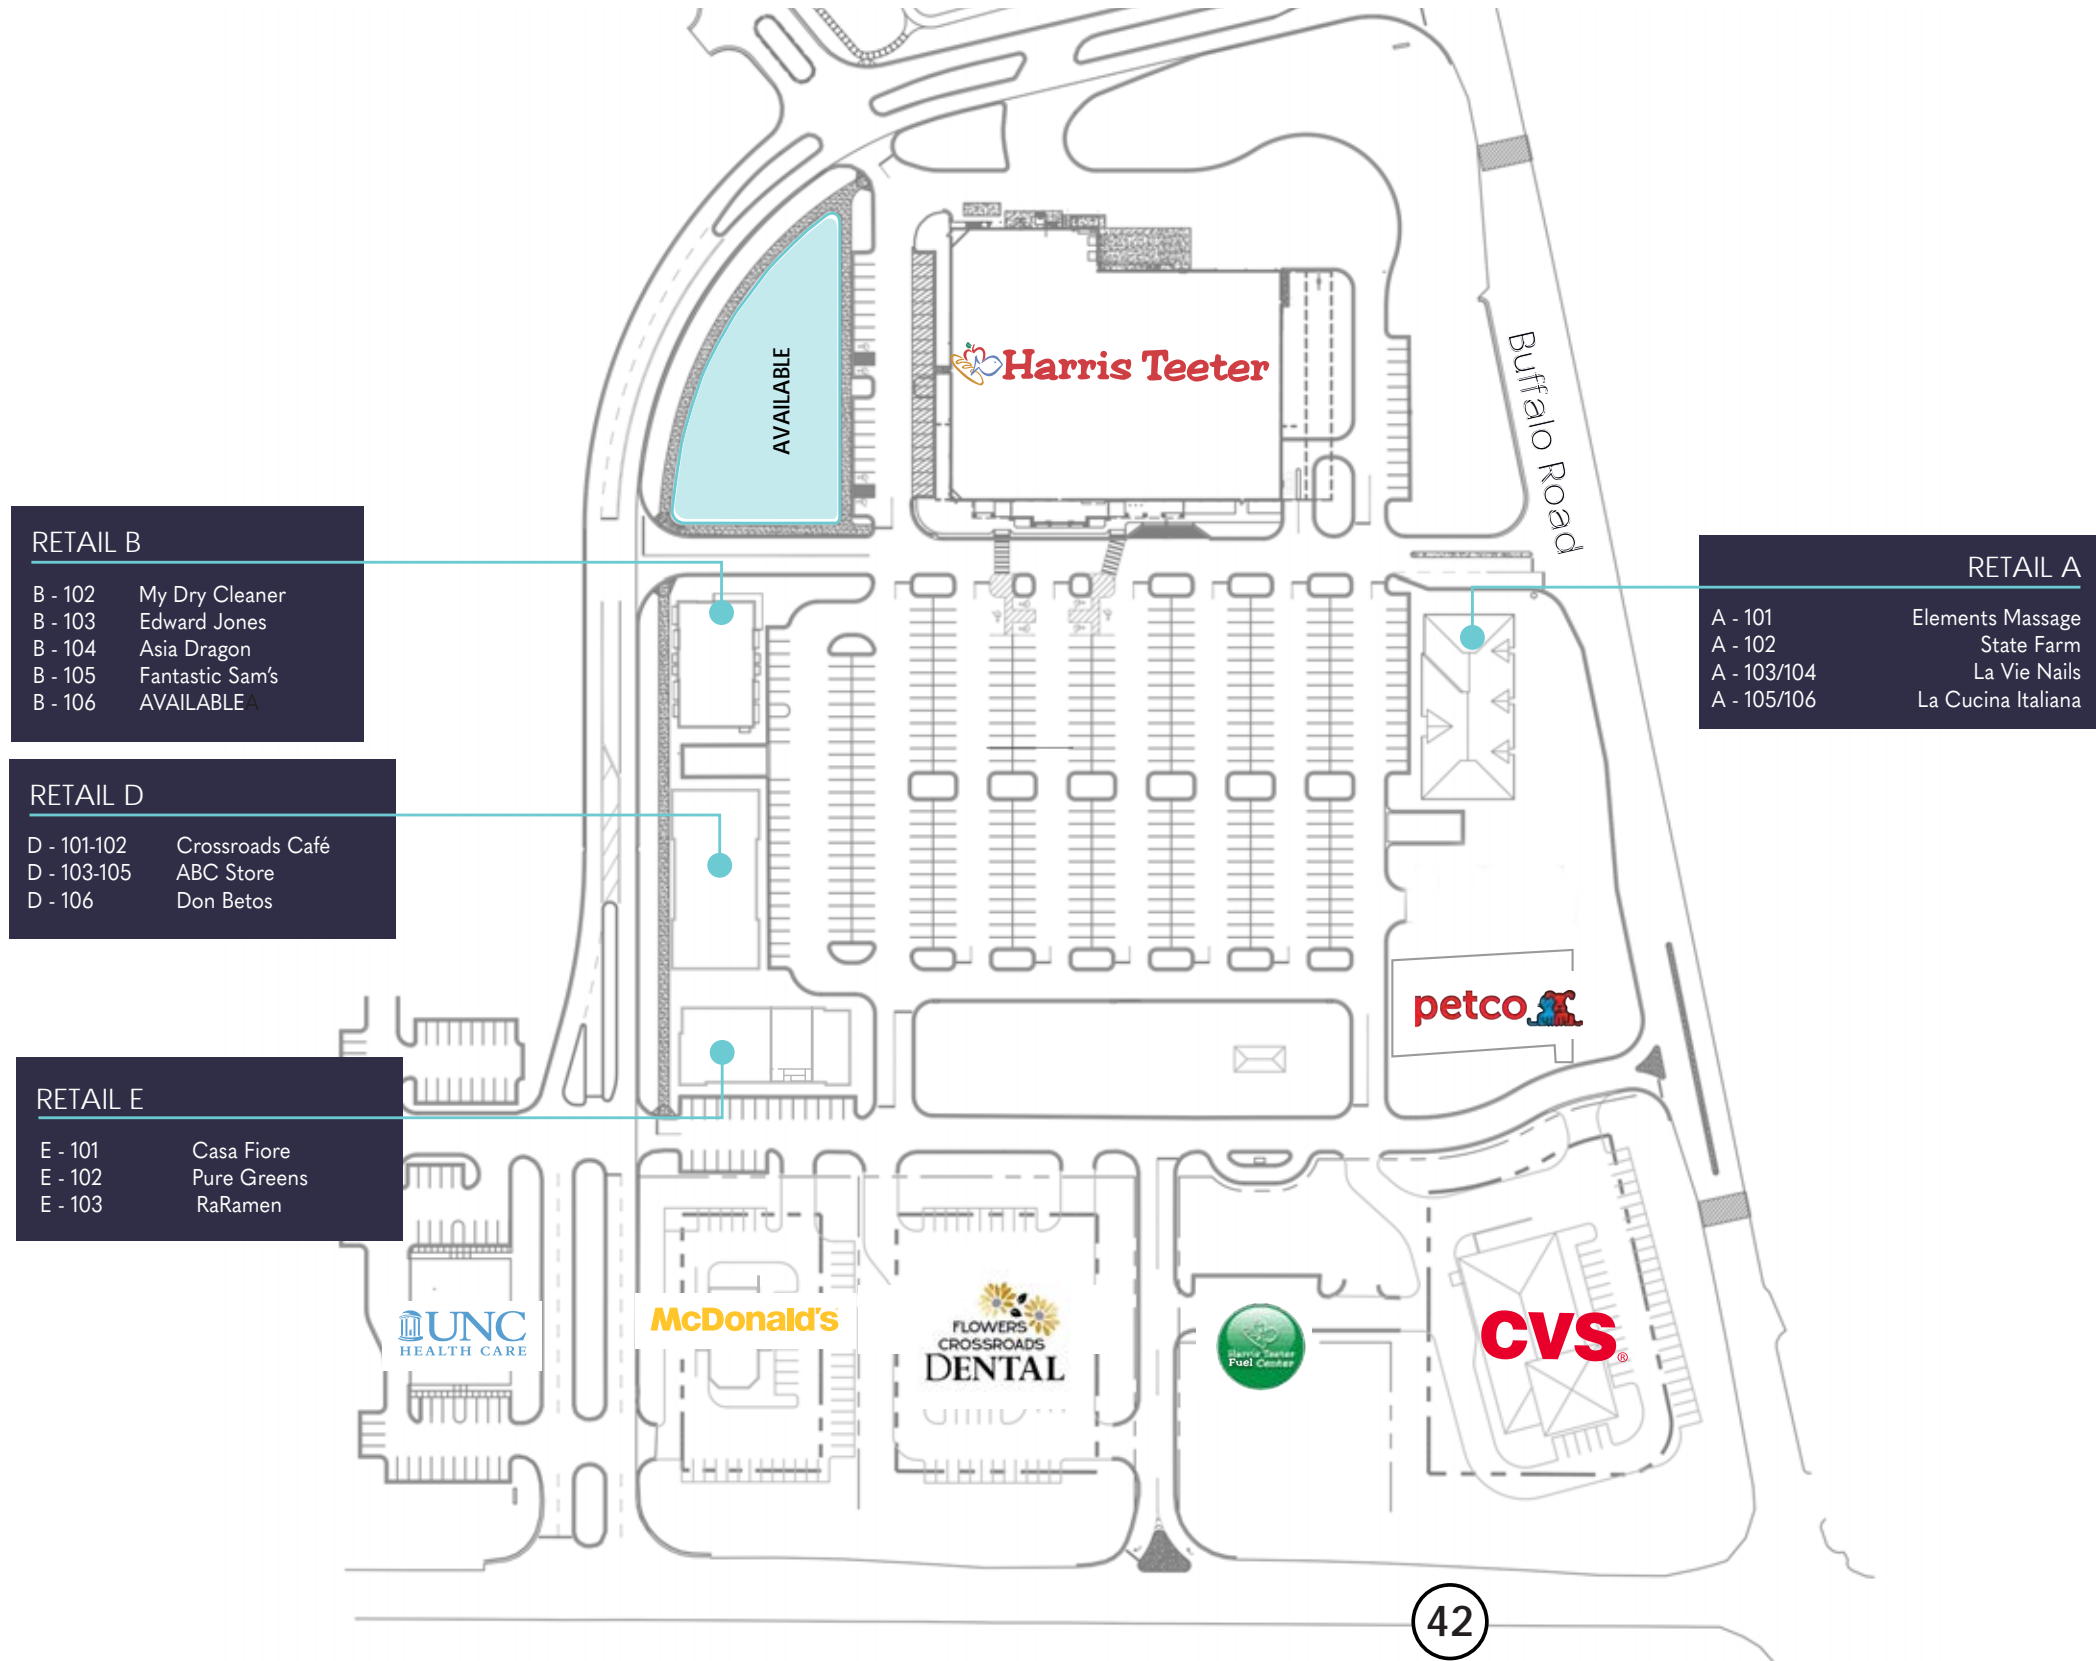 AVAILABLE
Harris Teeter
Buffalo Road
RETAIL B
B - 102 My Dry Cleaner
B - 103 Edward Jones
B - 104 Asia Dragon
B - 105 Fantastic Sam's
B - 106 AVAILABLEA
RETAIL A
A - 101 Elements Massage
A - 102 State Farm
A - 103/104 La Vie Nails
A - 105/106 La Cucina Italiana
RETAIL D
D - 101-102 Crossroads Café
D - 103-105 ABC Store
D - 106 Don Betos
petco
RETAIL E
E - 101 Casa Fiore
E - 102 Pure Greens
E - 103 RaRamen
UNC
HEALTH CARE
McDonald's
FLOWERS
CROSSROADS
DENTAL
Harris Teeter
Fuel Center
CVS®
42